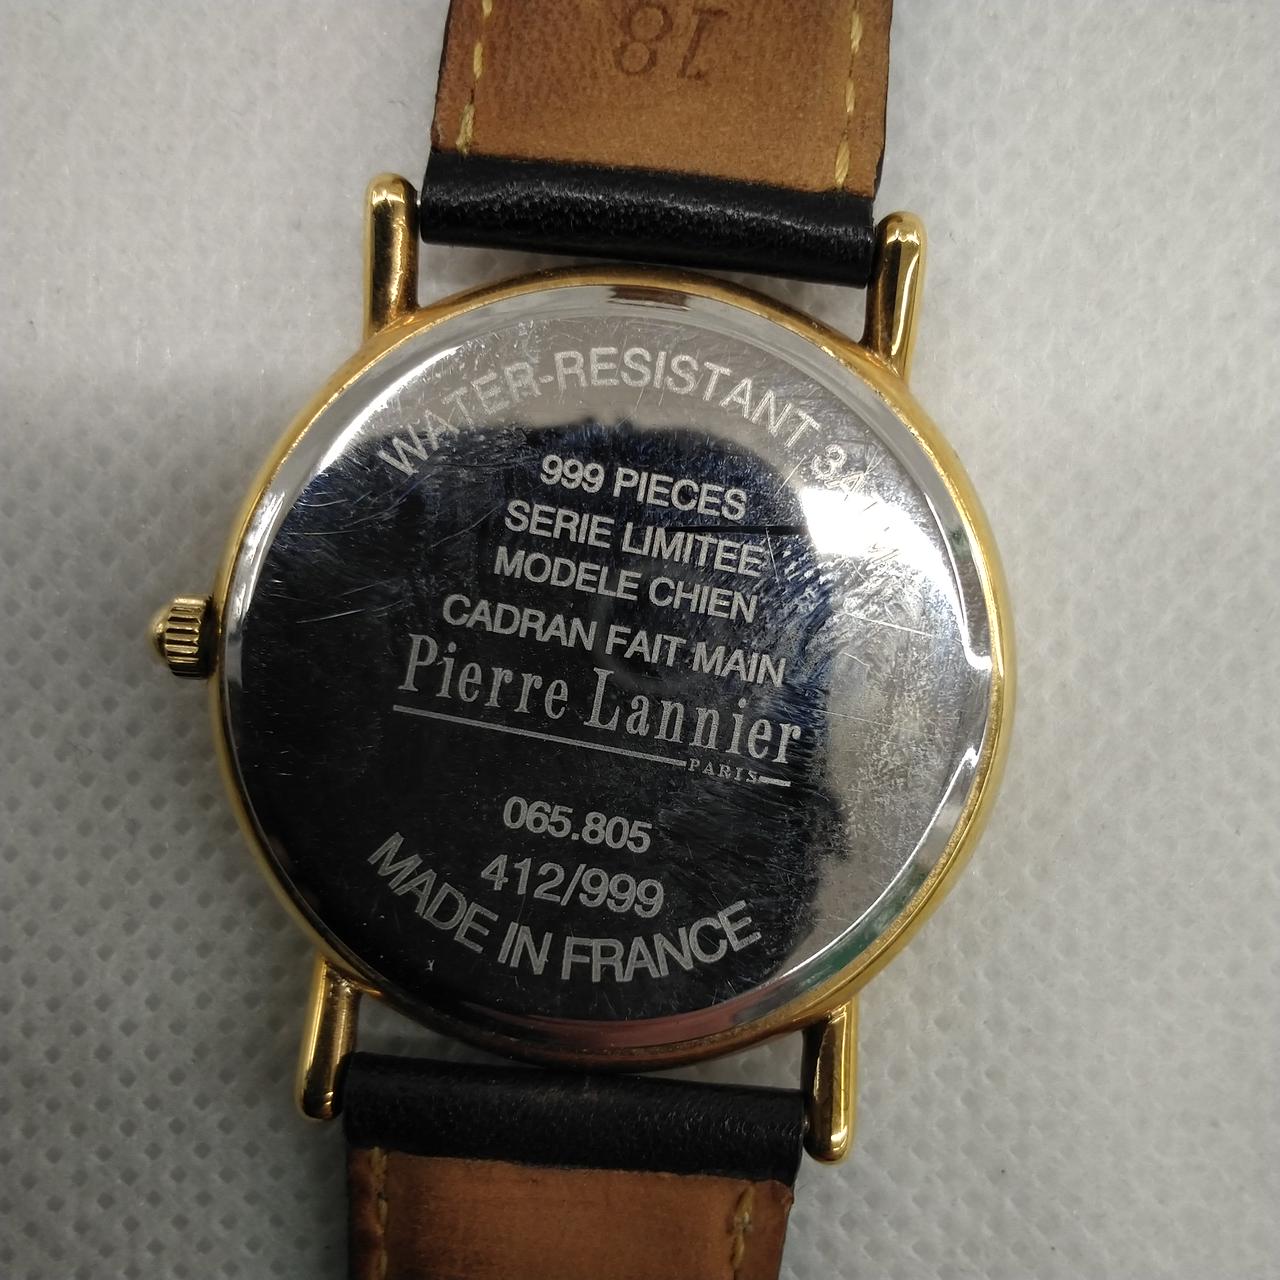 18
WATER-RESISTANT 3ATM
999 PIECES
SERIE LIMITEE
MODELE CHIEN
CADRAN FAIT MAIN
Pierre Lannier
PARIS
065.805
412/999
MADE IN FRANCE